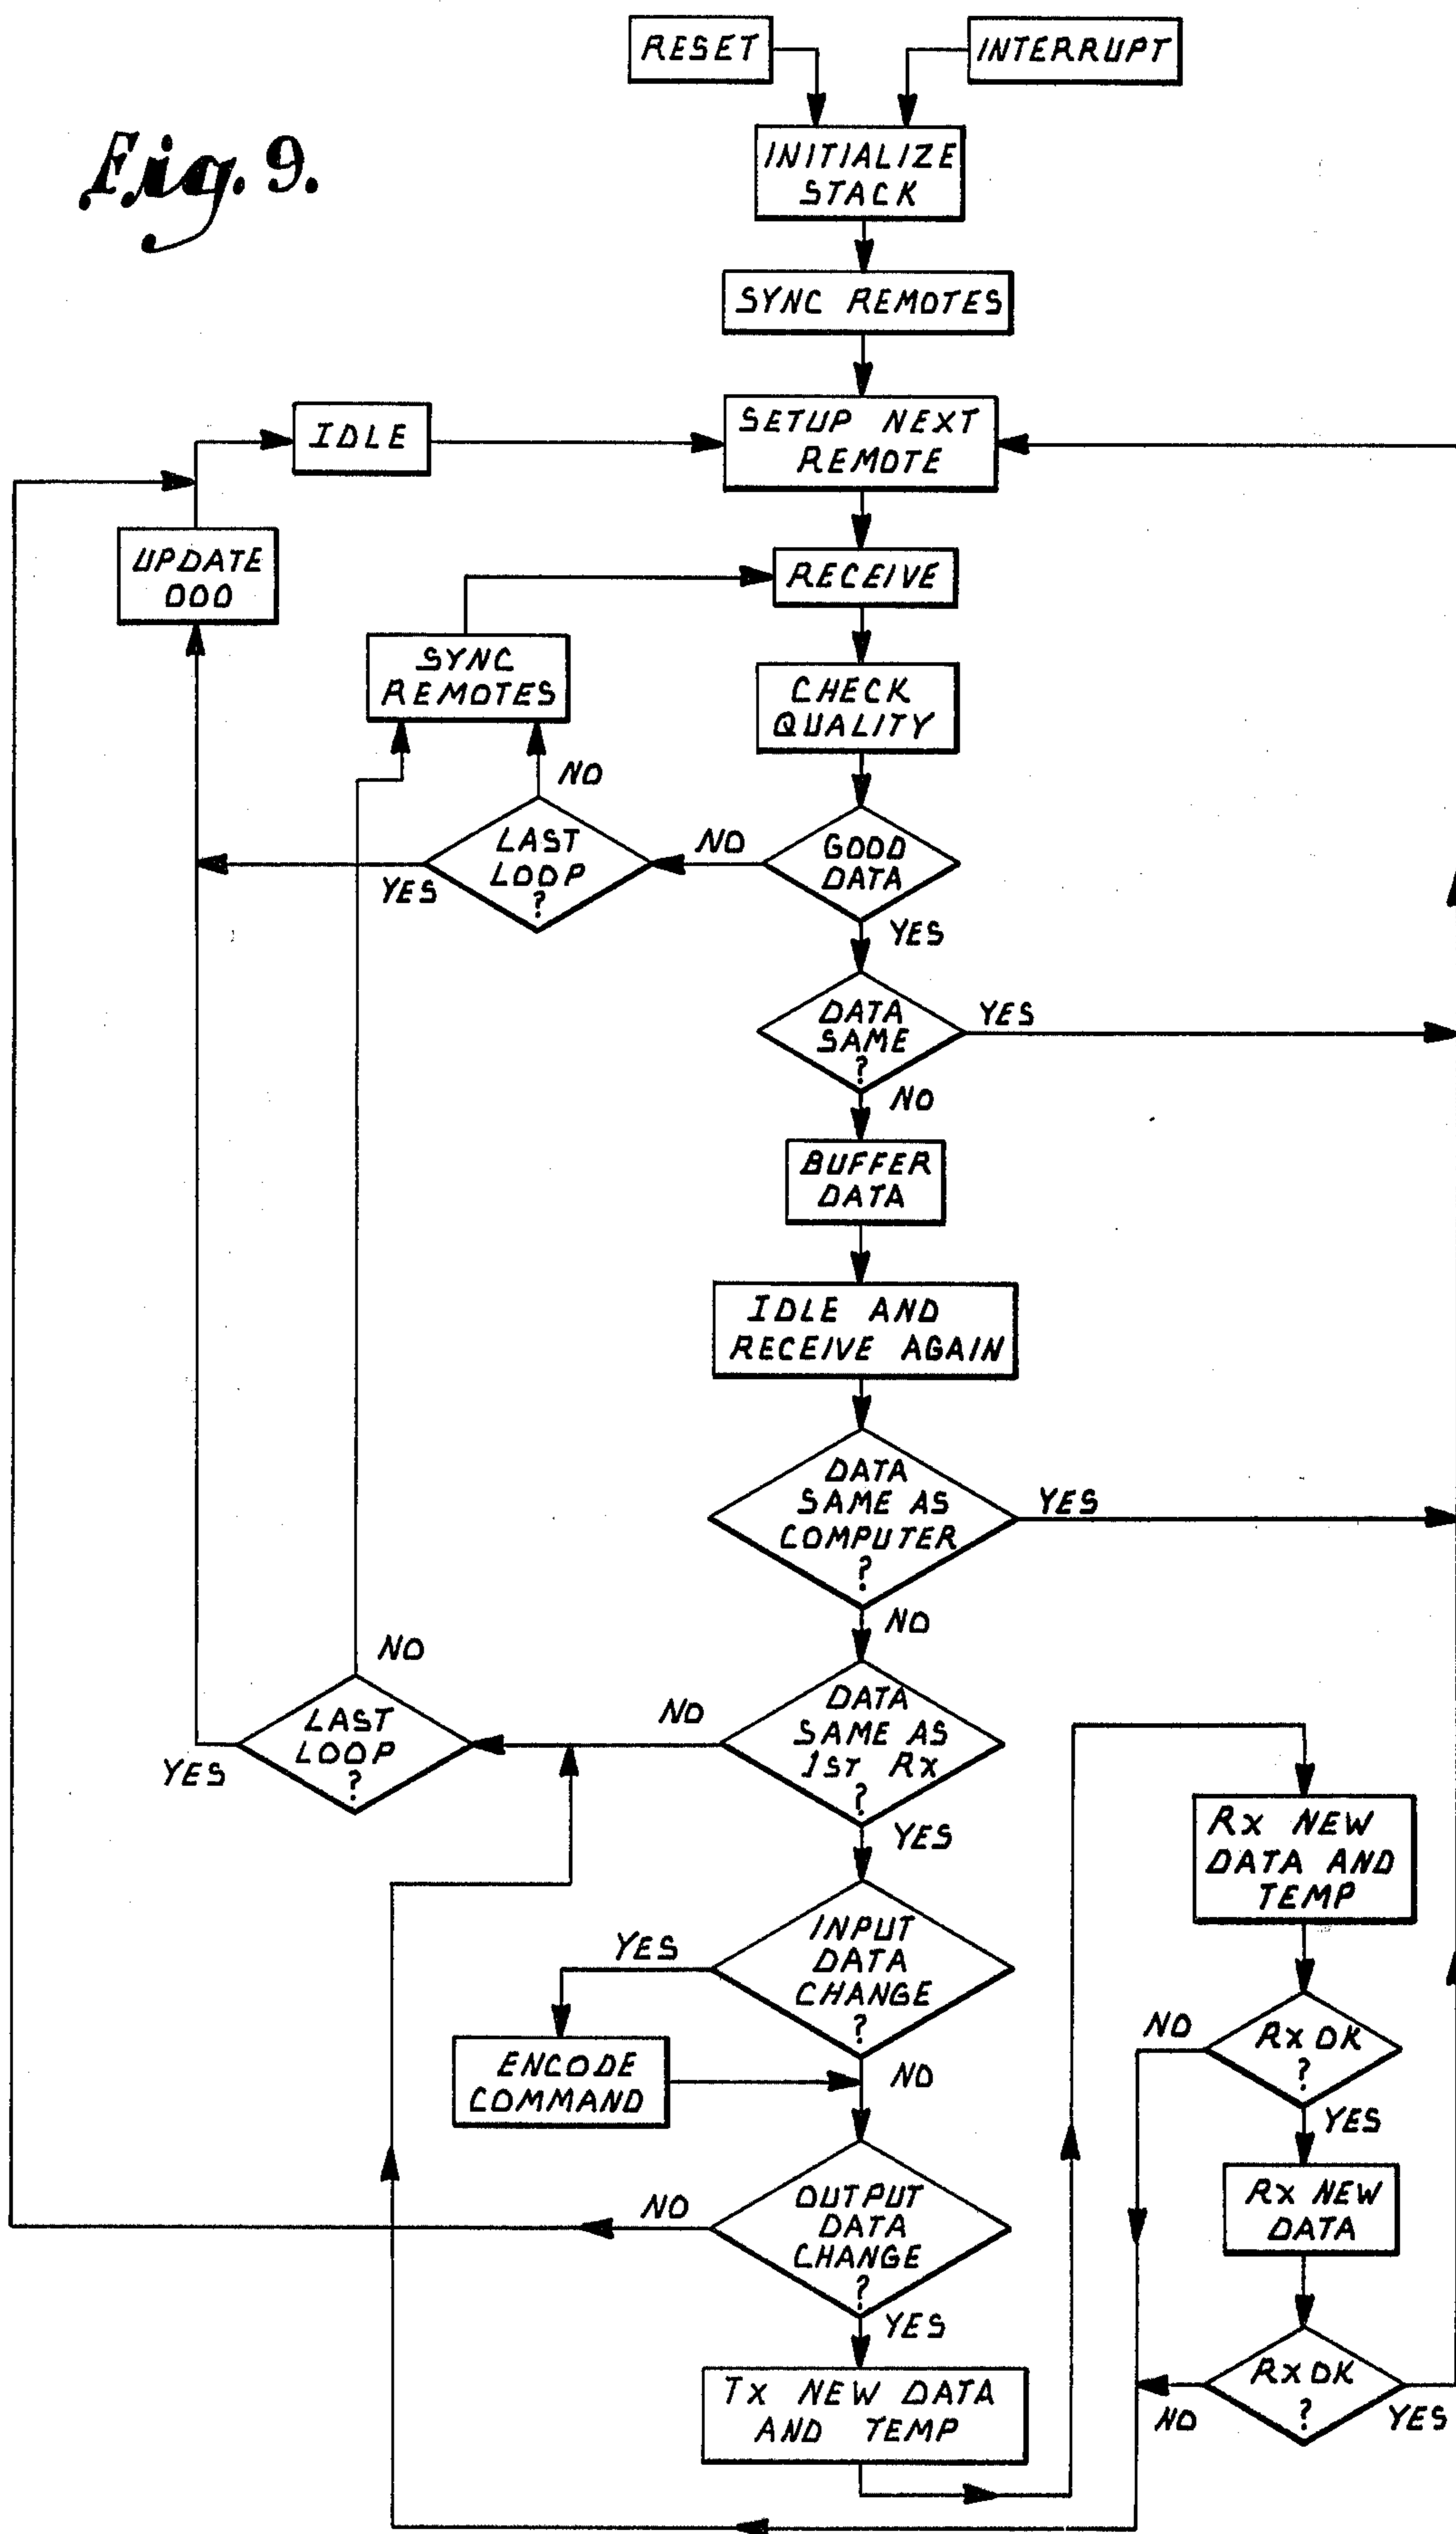 Fig. 9.
RESET
INTERRUPT
INITIALIZE
STACK
SYNC REMOTES
IDLE
SETUP NEXT
REMOTE
UPDATE
000
RECEIVE
SYNC
REMOTES
CHECK
QUALITY
NO
LAST
LOOP
?
YES
NO
GOOD
DATA
YES
DATA
SAME
?
YES
NO
BUFFER
DATA
IDLE AND
RECEIVE AGAIN
DATA
SAME AS
COMPUTER
?
YES
NO
NO
LAST
LOOP
?
YES
NO
DATA
SAME AS
1ST RX
?
YES
RX NEW
DATA AND
TEMP
YES
INPUT
DATA
CHANGE
?
NO
ENCODE
COMMAND
NO
RX OK
?
YES
NO
OUTPUT
DATA
CHANGE
?
YES
RX NEW
DATA
TX NEW DATA
AND TEMP
NO
RX OK
?
YES